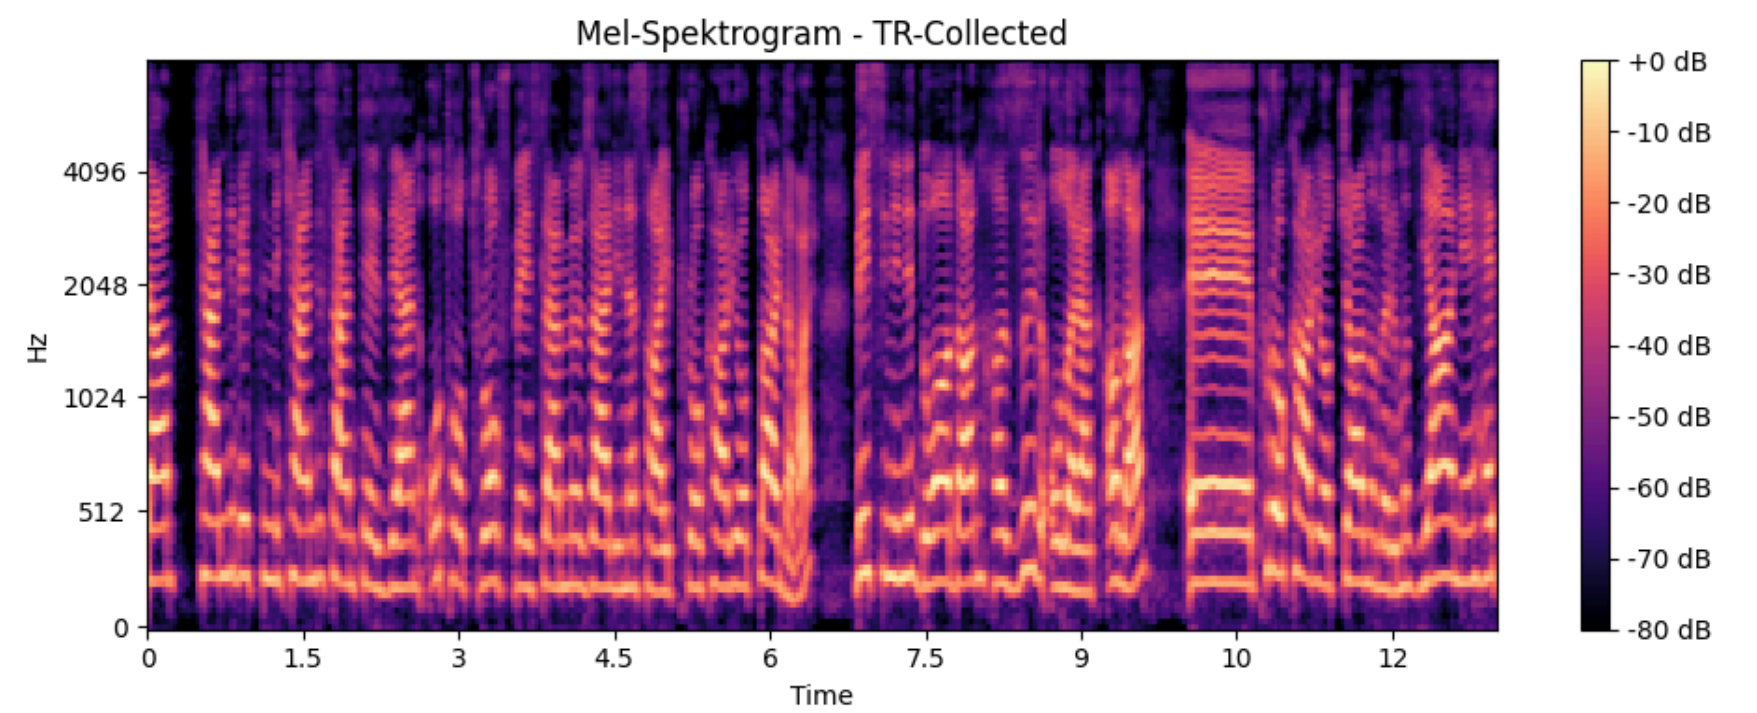 Mel-Spektrogram - TR-Collected
+0 dB
-10 dB
-20 dB
-30 dB
-40 dB
-50 dB
-60 dB
-70 dB
-80 dB
Hz
4096
2048
1024
512
0
0 1.5 3 4.5 6 7.5 9 10 12
Time